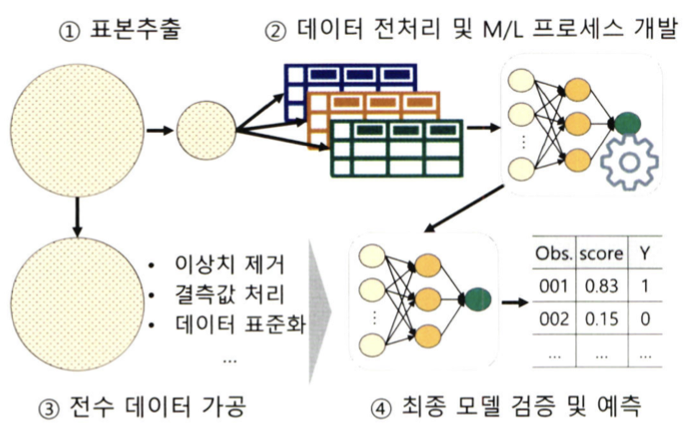 ① 표본추출
② 데이터 전처리 및 M/L 프로세스 개발
• 이상치 제거
• 결측값 처리
• 데이터 표준화
...
Obs. score Y
001 0.83 1
002 0.15 0
... ... ...
③ 전수 데이터 가공
④ 최종 모델 검증 및 예측